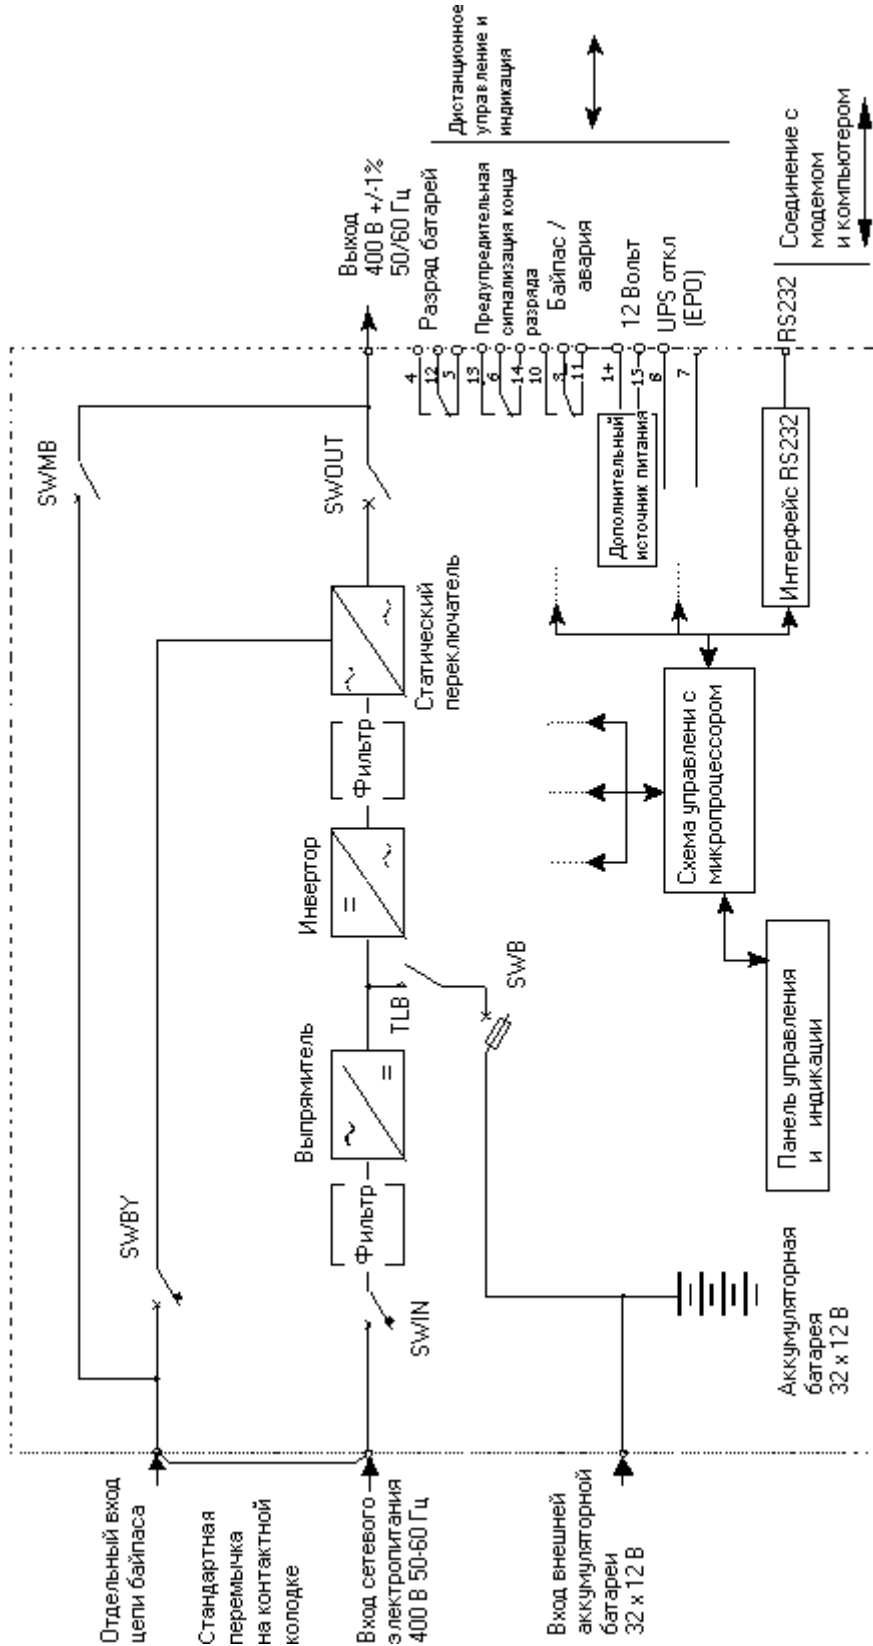 Отдельный вход
цепи байпаса
Стандартная
перемычка
на контактной
колодке
Вход сетевого
электропитания
400 В 50-60 Гц
Вход внешней
аккумуляторной
батареи
32 х 12 В
SWMB
SWBY
SWIN
Фильтр
Выпрямитель
~
=
TLB
SWB
Инвертор
=
~
Фильтр
Статический
переключатель
~
~
SWOUT
Выход
400 В +/-1%
50/60 Гц
Аккумуляторная
батарея
32 х 12 В
Панель управления
и индикации
Схема управлени с
микропроцессором
Интерфейс RS232
RS232
Дополнительный
источник питания
4
12
5
Разряд батарей
13
6
14
Предупредительная
сигнализация конца
разряда
10
9
11
Байпас /
авария
1+
15-
12 Вольт
8
7
UPS откл
(EPO)
Дистанционное
управление и
индикация
Соединение с
модемом
и компьютером